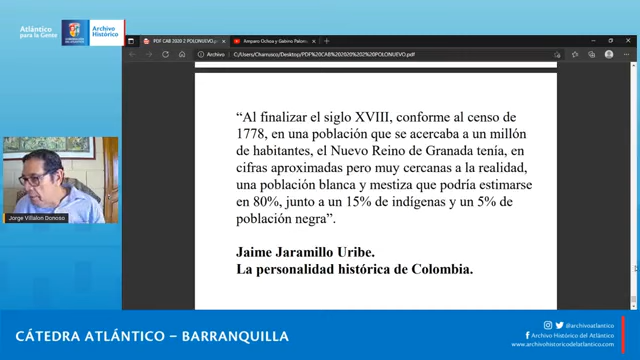 Atlántico
para la Gente
GOBERNACIÓN
DEL ATLÁNTICO
Archivo
Histórico
PDF CAB 2020 2 POLONUEVO.pdf
Amparo Ochoa y Gabino Palom
Archivo
C:/Users/Charrusco/Desktop/PDF%20CAB%202020%202%20POLONUEVO.pdf
“Al finalizar el siglo XVIII, conforme al censo de
1778, en una población que se acercaba a un millón
de habitantes, el Nuevo Reino de Granada tenía, en
cifras aproximadas pero muy cercanas a la realidad,
una población blanca y mestiza que podría estimarse
en 80%, junto a un 15% de indígenas y un 5% de
población negra”.
Jaime Jaramillo Uribe.
La personalidad histórica de Colombia.
Jorge Villalon Donoso
CÁTEDRA ATLÁNTICO – BARRANQUILLA
@archivoatlantico
Archivo Histórico del Atlántico
www.archivohistoricodelatlantico.com